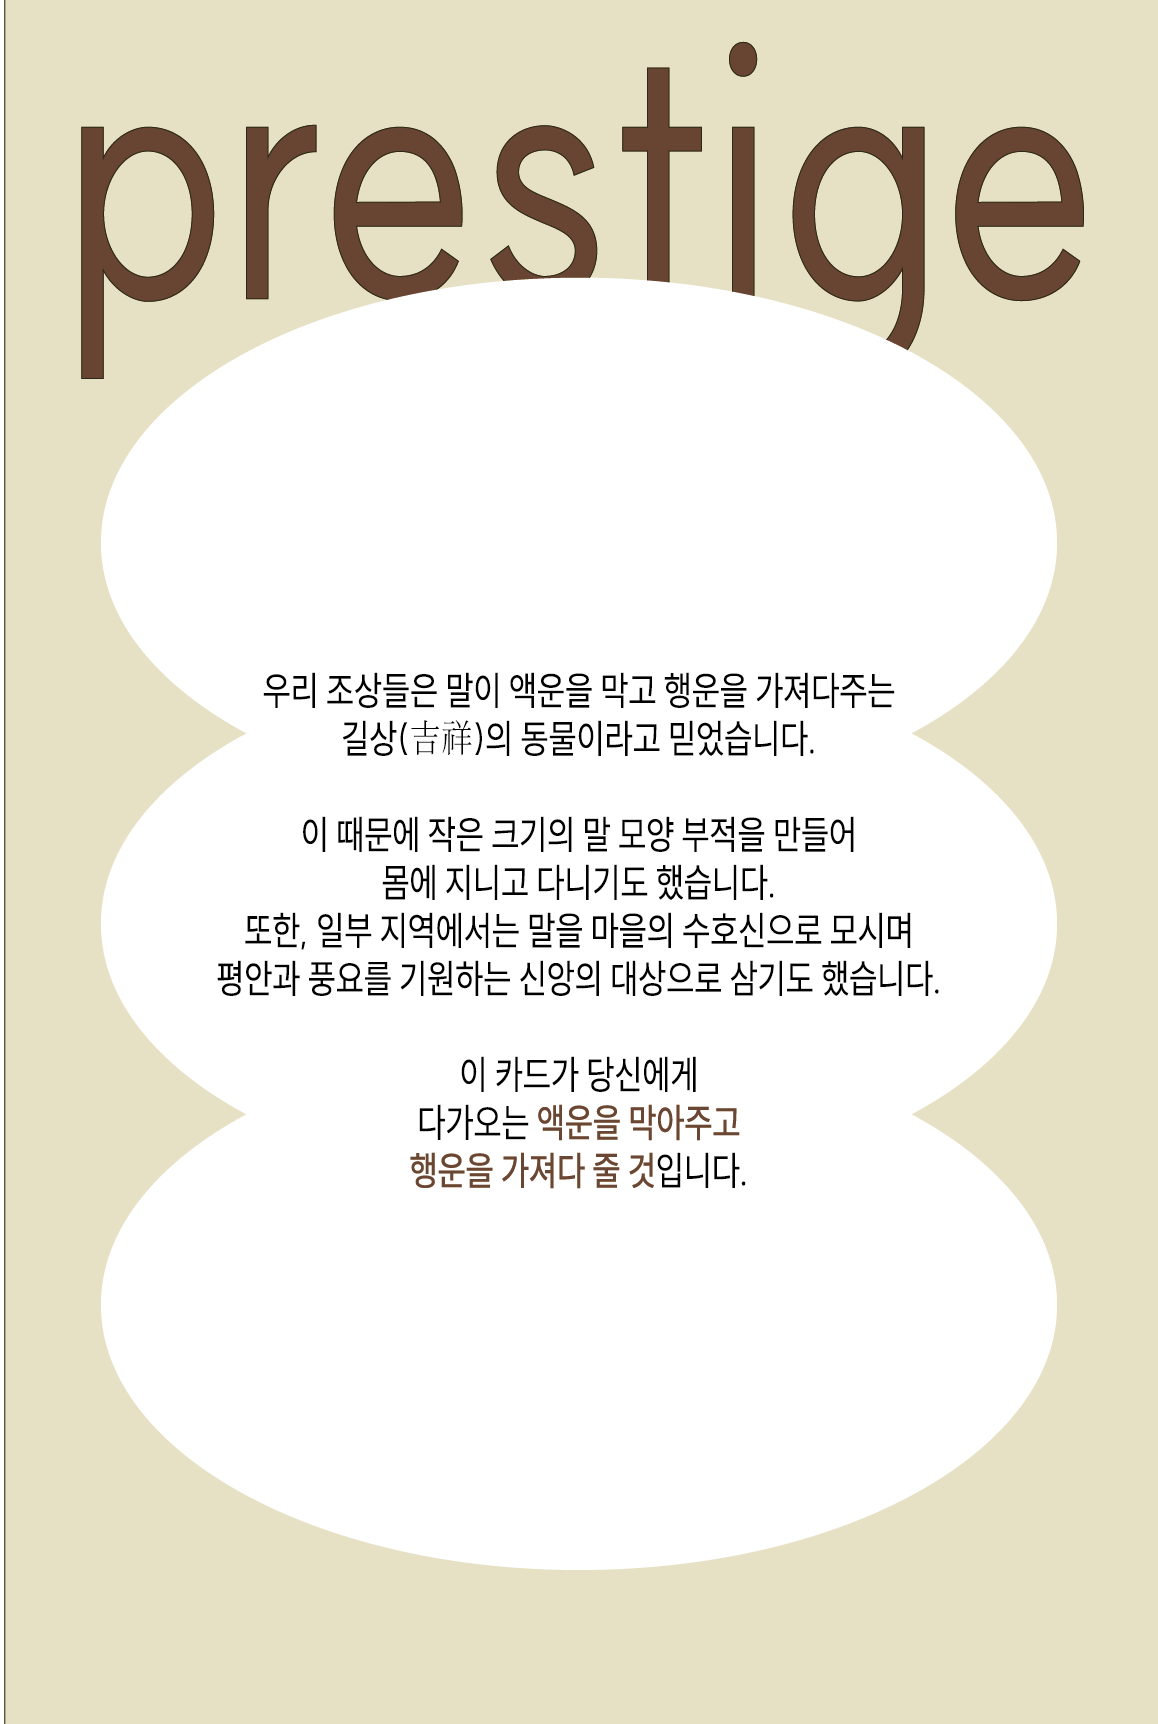 prestige
우리 조상들은 말이 액운을 막고 행운을 가져다주는
길상(吉祥)의 동물이라고 믿었습니다.
이 때문에 작은 크기의 말 모양 부적을 만들어
몸에 지니고 다니기도 했습니다.
또한, 일부 지역에서는 말을 마을의 수호신으로 모시며
평안과 풍요를 기원하는 신앙의 대상으로 삼기도 했습니다.
이 카드가 당신에게
다가오는 액운을 막아주고
행운을 가져다 줄 것입니다.